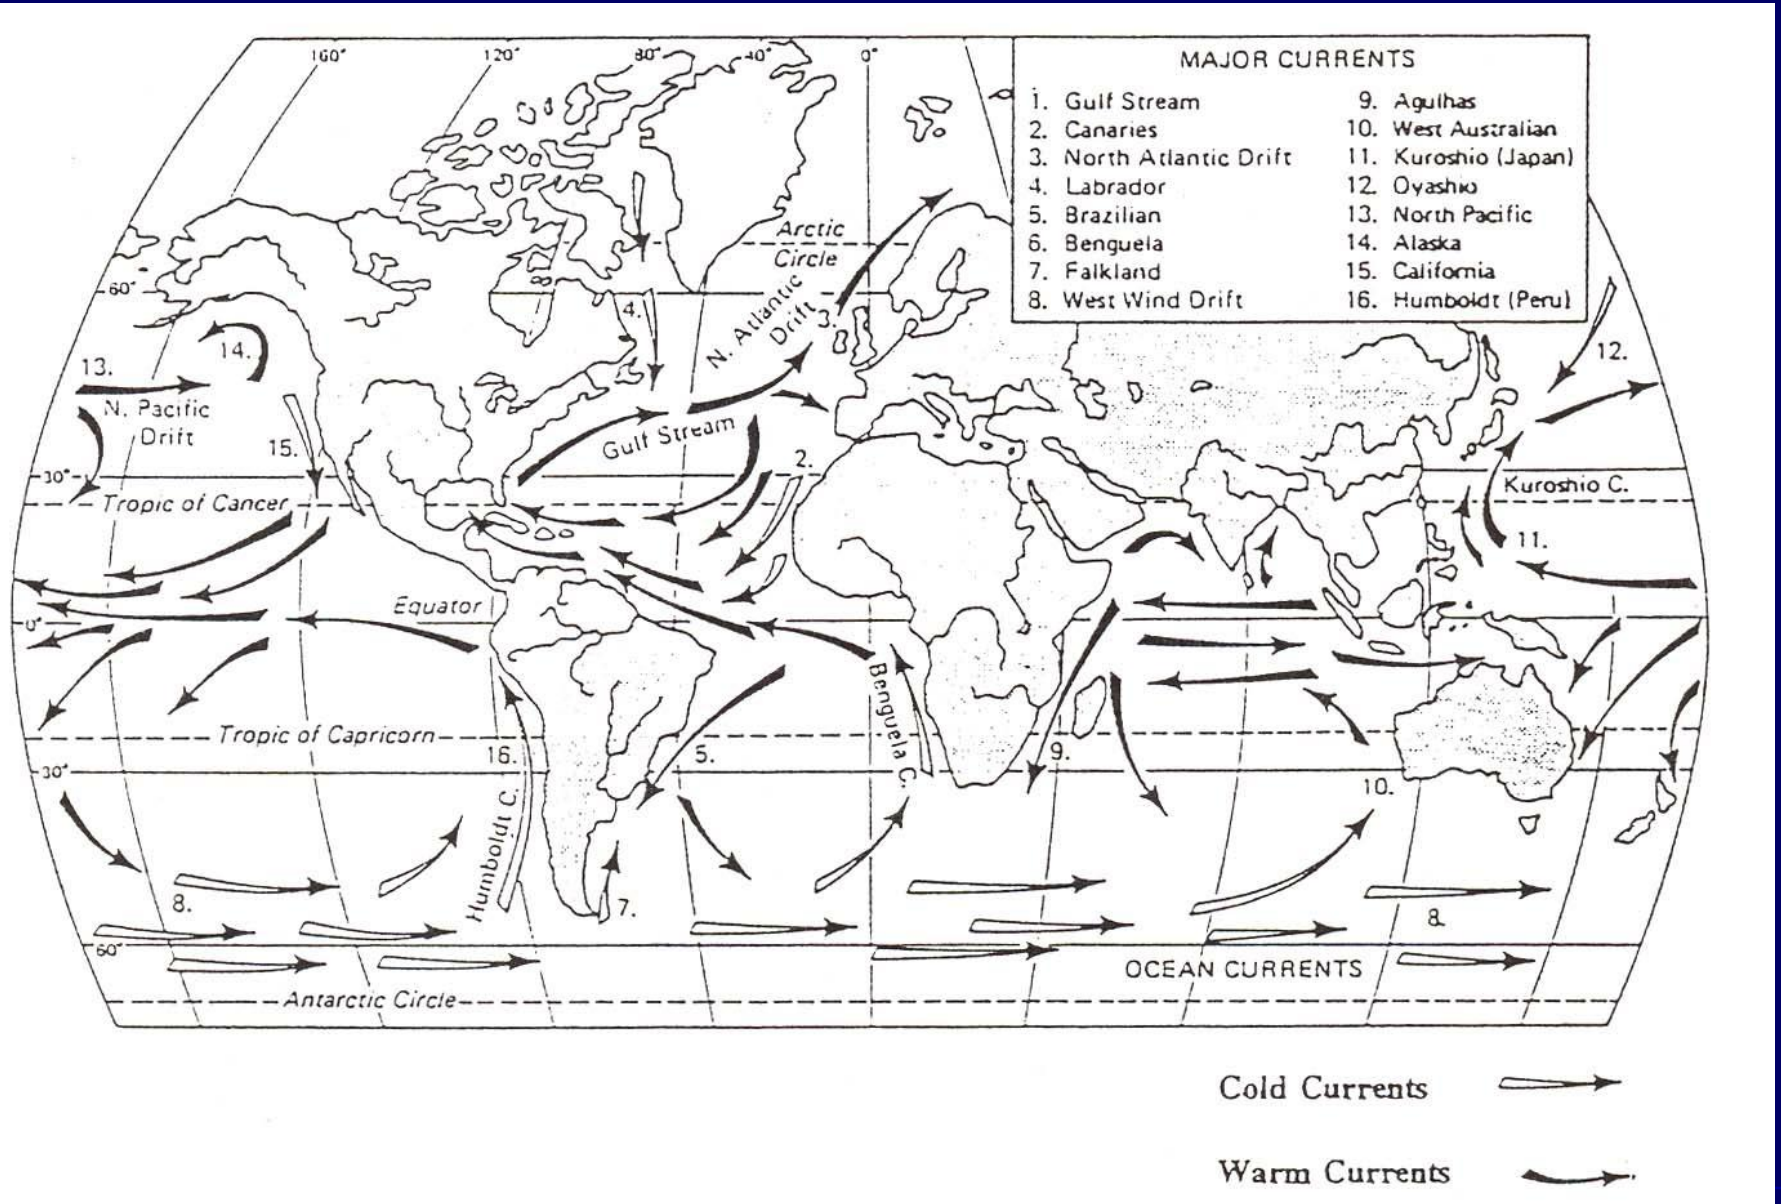 160° 120° 80° 40° 0°
MAJOR CURRENTS
1. Gulf Stream
2. Canaries
3. North Atlantic Drift
4. Labrador
5. Brazilian
6. Benguela
7. Falkland
8. West Wind Drift
9. Agulhas
10. West Australian
11. Kuroshio (Japan)
12. Oyashio
13. North Pacific
14. Alaska
15. California
16. Humboldt (Peru)
Arctic
Circle
60°
4.
N. Atlantic
Drift
3.
14.
12.
13.
N. Pacific
Drift
Gulf Stream
15.
2.
30°
Kuroshio C.
Tropic of Cancer
11.
Equator
0°
Benguela C.
Tropic of Capricorn
16.
5.
9.
30°
10.
Humboldt C.
8.
7.
8.
60°
OCEAN CURRENTS
Antarctic Circle
Cold Currents
Warm Currents